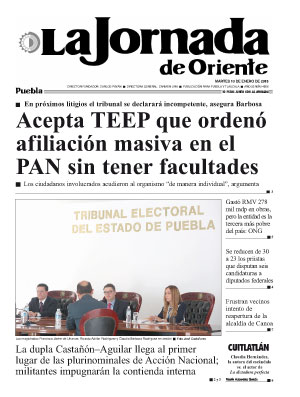 La Jornada
de Oriente
MARTES 10 DE ENERO DE 2006
Puebla
■ En próximos litigios el tribunal se declarará incompetente, asegura Barbosa
Acepta TEEP que ordenó
afiliación masiva en el
PAN sin tener facultades
■ Los ciudadanos involucrados acudieron al organismo “de manera individual”, argumenta
TRIBUNAL ELECTORAL
DEL ESTADO DE PUEBLA
Gastó RMV 278
mil mdp en obras,
pero la entidad es la
tercera más pobre
del país: ONG
Se reducen de 30
a 23 los priistas
que disputan seis
candidaturas a
diputados federales
Frustran vecinos
intento de
reapertura de la
alcaldía de Canoa
La dupla Castañón–Aguilar llega al primer
lugar de las plurinominales de Acción Nacional;
militantes impugnarán la contienda interna
CUITLATLÁN
Claudia Hernández,
la autora del
es el actor de
La dictadura perfecta